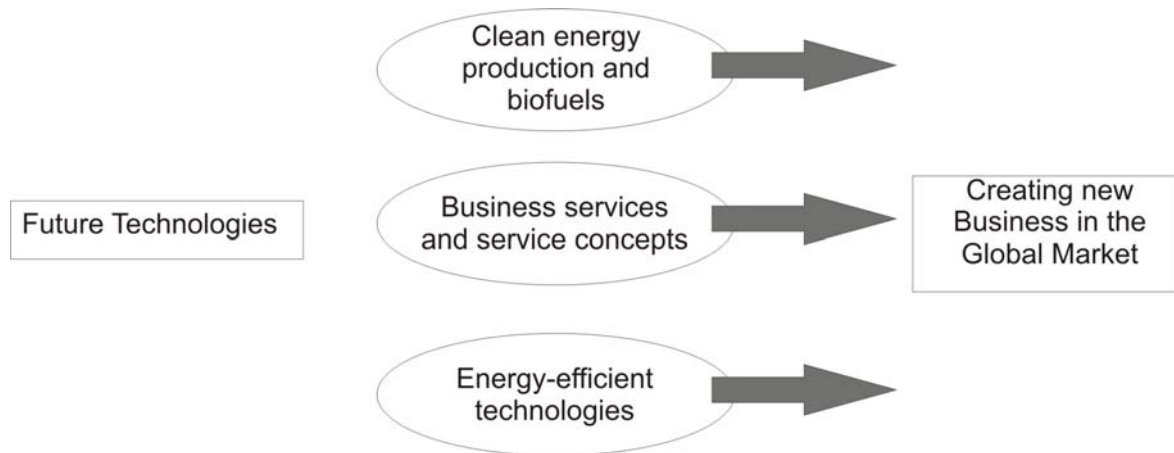 Clean energy
production and
biofuels
Future Technologies
Business services
and service concepts
Creating new
Business in the
Global Market
Energy-efficient
technologies